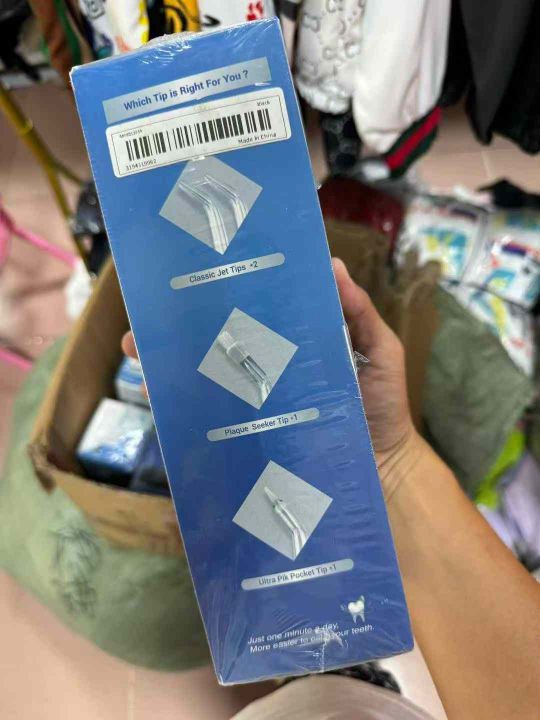 Which Tip is Right For You ?
Black
Made in China
Classic Jet Tips *2
Plaque Seeker Tip *1
Ultra Pik Pocket Tip *1
Just one minute a day,
More easier to care your teeth.